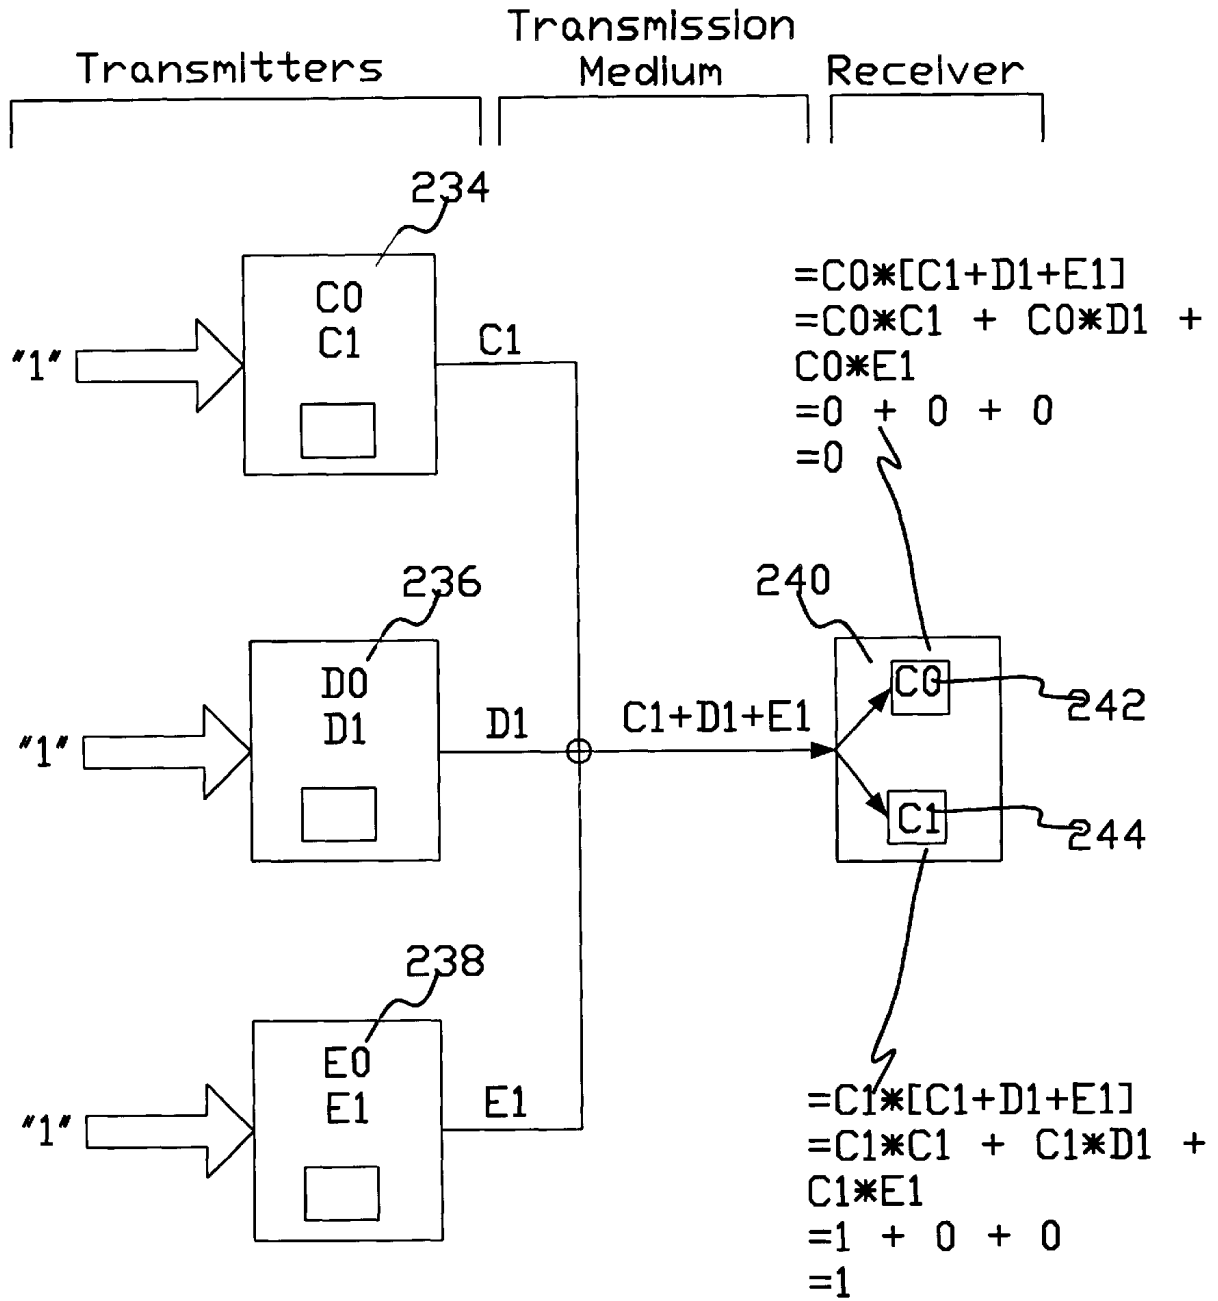 Transmitters
Transmission
Medium
Receiver
234
C0
C1
"1"
C1
=C0*[C1+D1+E1]
=C0*C1 + C0*D1 +
C0*E1
=0 + 0 + 0
=0
236
D0
D1
"1"
D1
C1+D1+E1
240
C0
242
C1
244
238
E0
E1
"1"
E1
=C1*[C1+D1+E1]
=C1*C1 + C1*D1 +
C1*E1
=1 + 0 + 0
=1